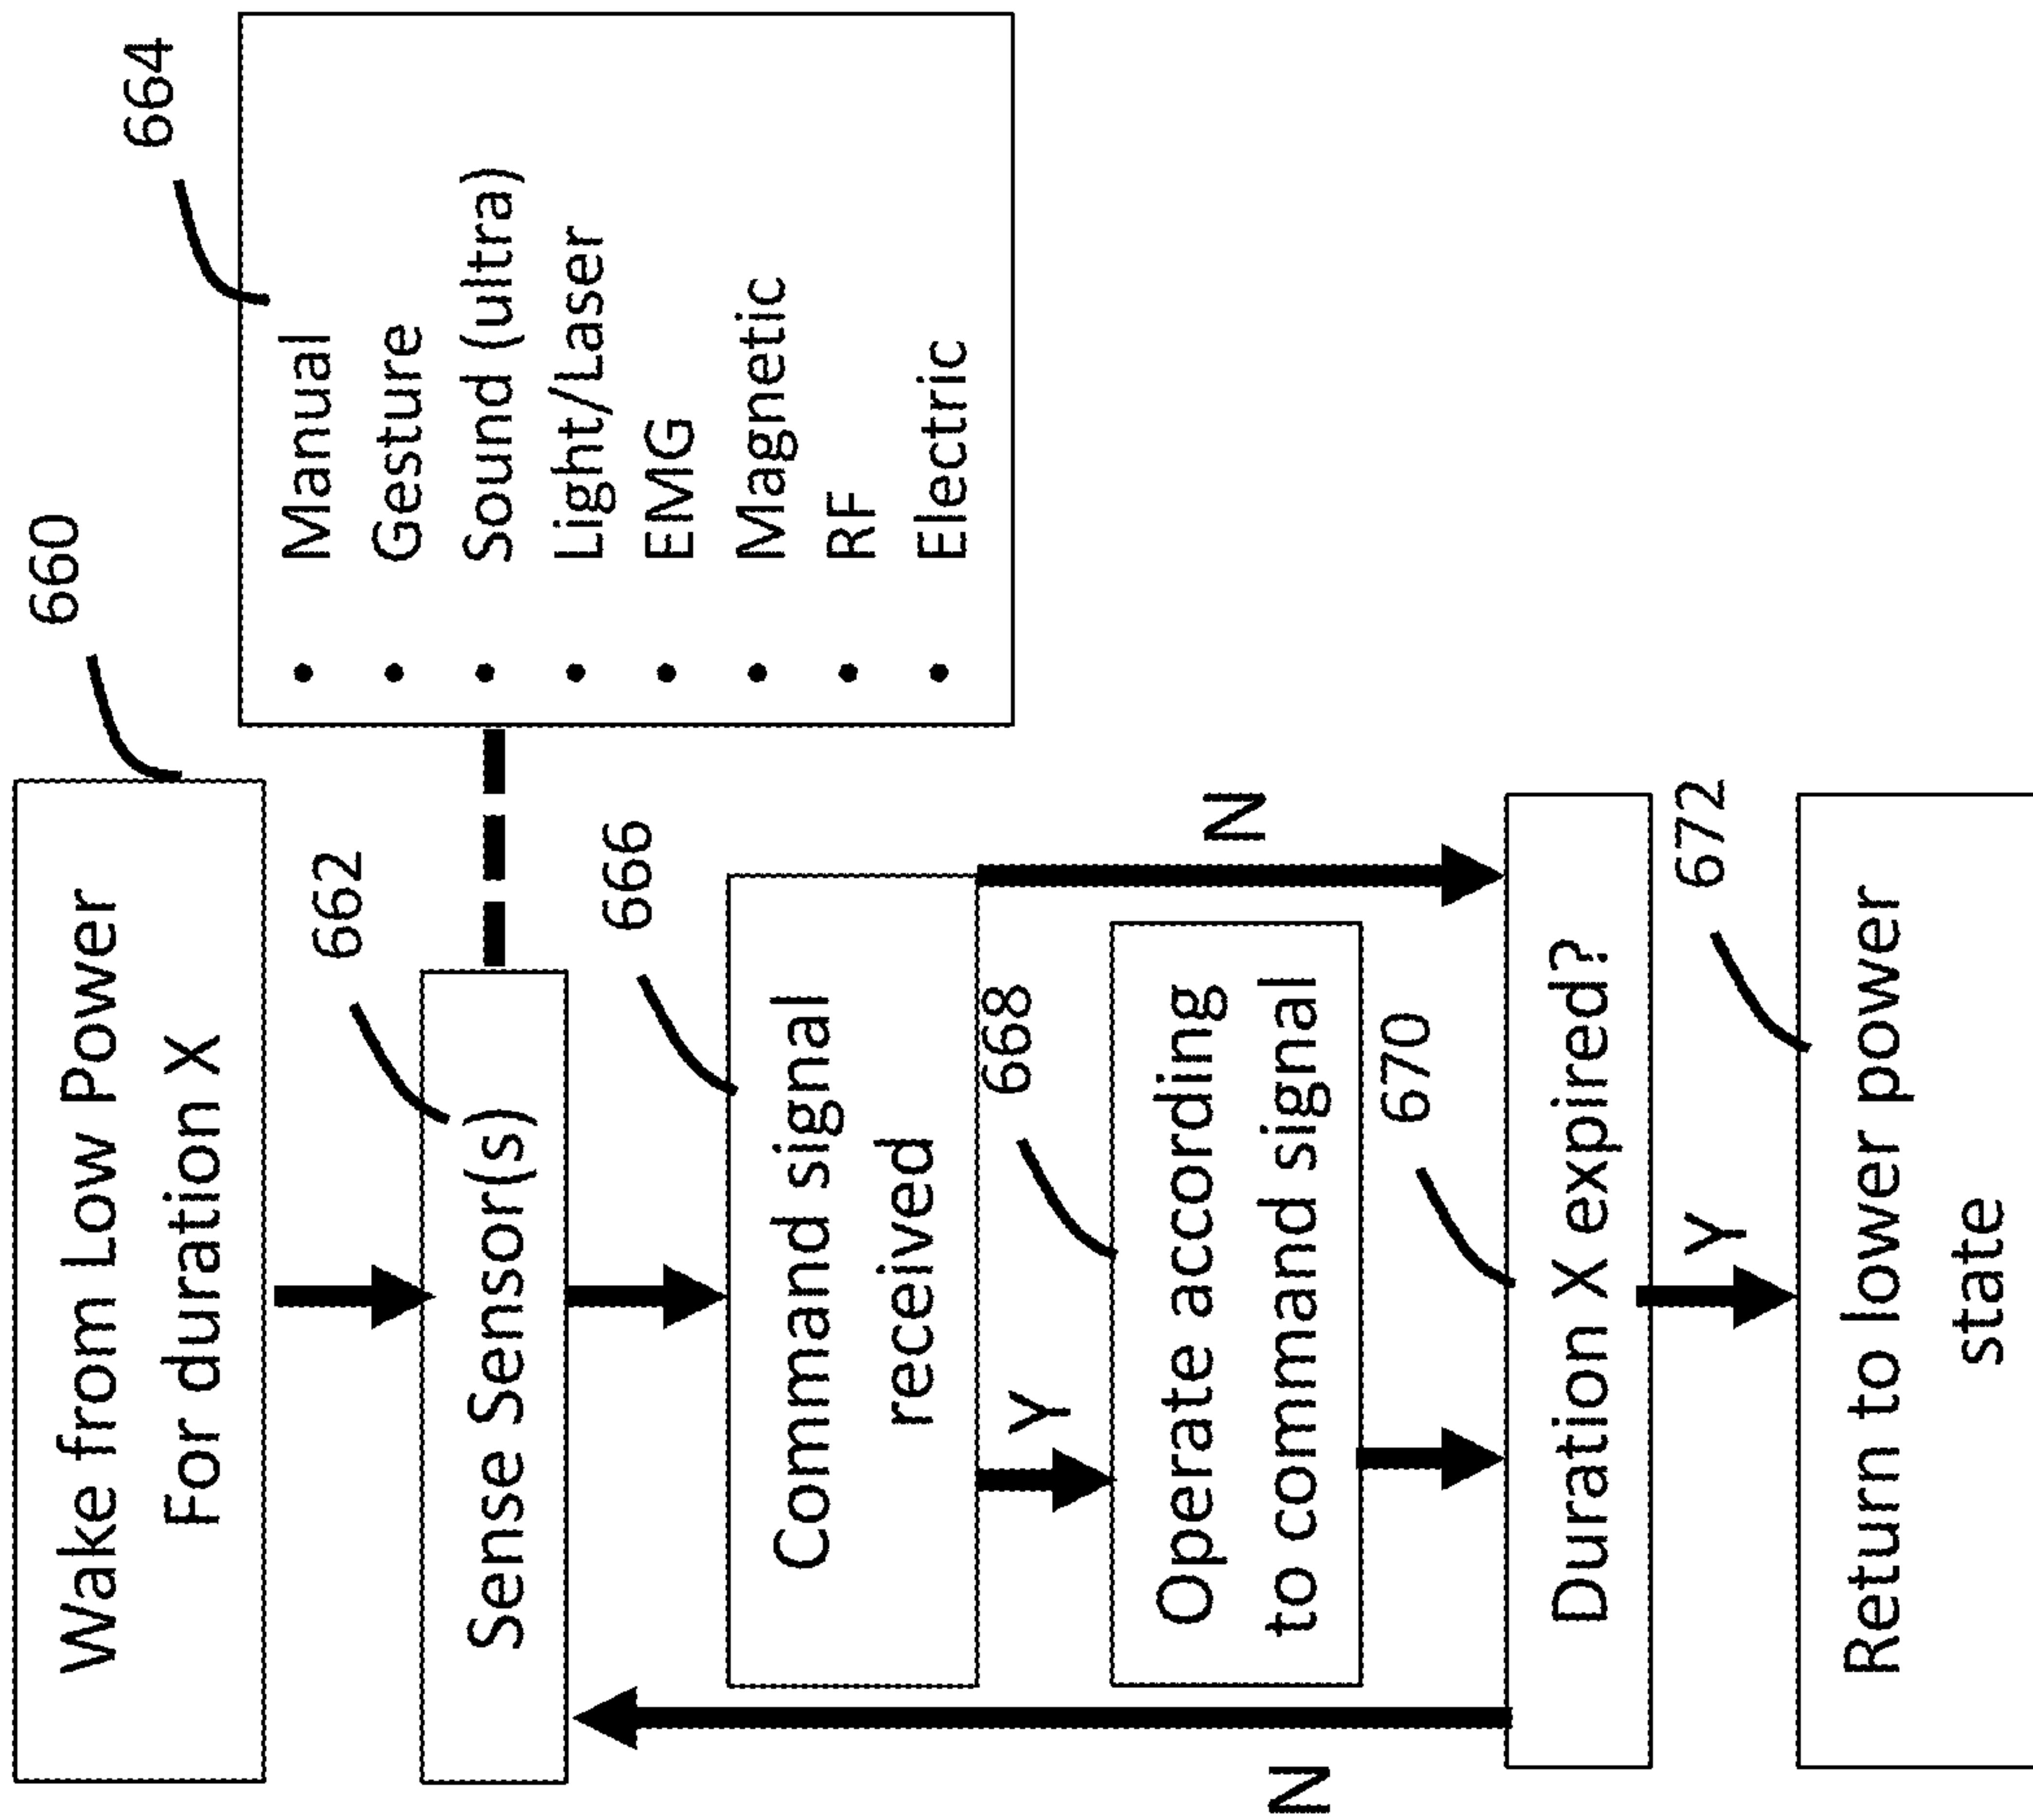 660
Wake from Low Power
For duration X
662
Sense Sensor(s)
664
• Manual
• Gesture
• Sound (ultra)
• Light/Laser
• EMG
• Magnetic
• RF
• Electric
666
Command signal
received
Y
N
668
Operate according
to command signal
670
Duration X expired?
N
Y
672
Return to lower power
state